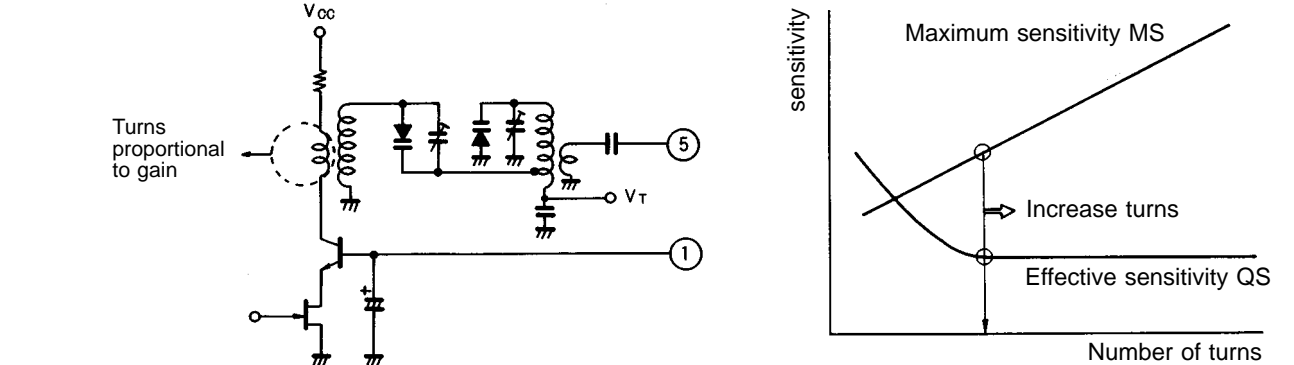 VCC
Turns
proportional
to gain
5
VT
1
+
sensitivity
Maximum sensitivity MS
Increase turns
Effective sensitivity QS
Number of turns